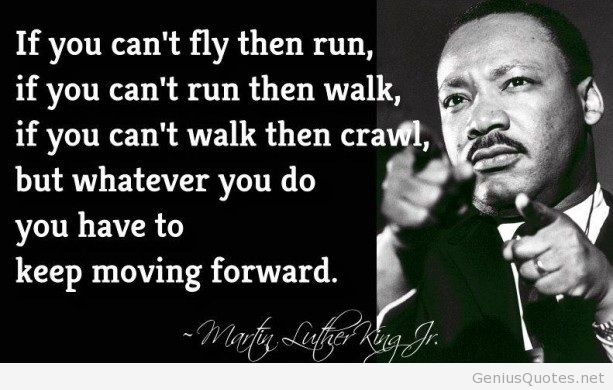 If you can't fly then run,
if you can't run then walk,
if you can't walk then crawl,
but whatever you do
you have to
keep moving forward.
~Martin Luther King Jr.
GeniusQuotes.net